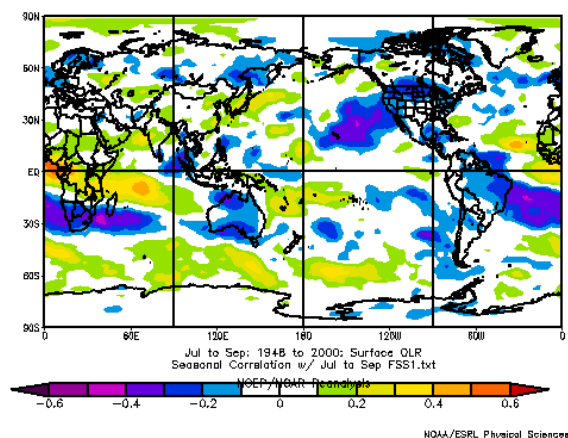 90N
60N
30N
EQ
30S
60S
90S
0
60E
120E
180
120W
60W
0
Jul to Sep: 1948 to 2000: Surface OLR
Seasonal Correlation w/ Jul to Sep FSS1.txt
NCEP/NCAR Reanalysis
-0.6 -0.4 -0.2 0 0.2 0.4 0.6
NOAA/ESRL Physical Sciences